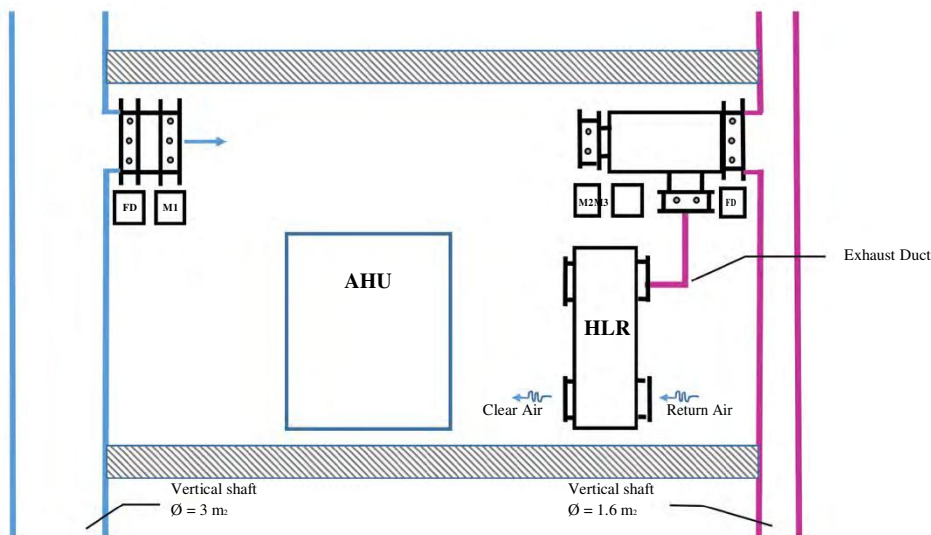 FD
M1
M2M3
FD
Exhaust Duct
AHU
HLR
Clear Air
Return Air
Vertical shaft
Ø = 3 m₂
Vertical shaft
Ø = 1.6 m₂